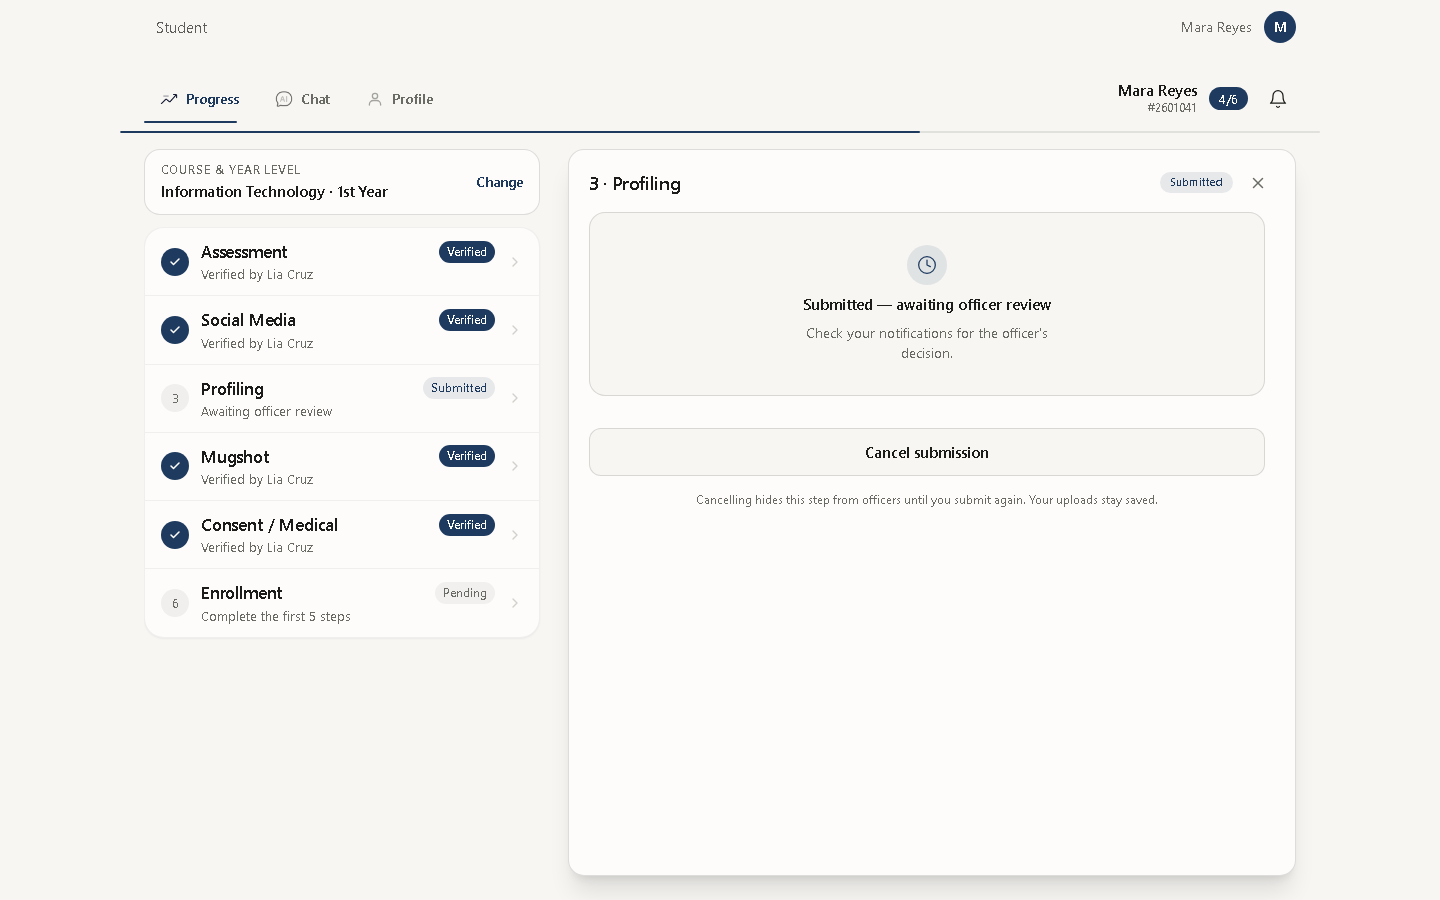 Student
Mara Reyes
M
Progress
AI
Chat
Profile
Mara Reyes
#2601041
4/6
COURSE & YEAR LEVEL
Information Technology · 1st Year
Change
Assessment
Verified
Verified by Lia Cruz
Social Media
Verified
Verified by Lia Cruz
3
Profiling
Submitted
Awaiting officer review
Mugshot
Verified
Verified by Lia Cruz
Consent / Medical
Verified
Verified by Lia Cruz
6
Enrollment
Pending
Complete the first 5 steps
3 · Profiling
Submitted
Submitted — awaiting officer review
Check your notifications for the officer's
decision.
Cancel submission
Cancelling hides this step from officers until you submit again. Your uploads stay saved.